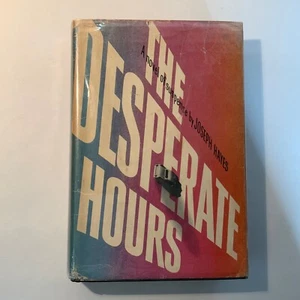 THE
DESPERATE
HOURS
A novel of suspense by JOSEPH HAYES